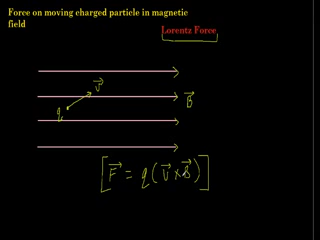 Force on moving charged particle in magnetic
field
Lorentz Force
v⃗
B⃗
q
[F⃗ = q(v⃗ × B⃗)]